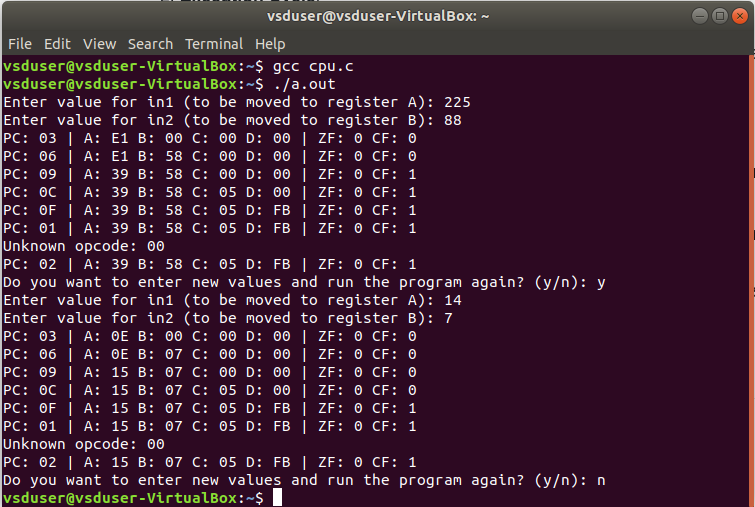 vsduser@vsduser-VirtualBox: ~
File Edit View Search Terminal Help
vsduser@vsduser-VirtualBox:~$ gcc cpu.c
vsduser@vsduser-VirtualBox:~$ ./a.out
Enter value for in1 (to be moved to register A): 225
Enter value for in2 (to be moved to register B): 88
PC: 03 | A: E1 B: 00 C: 00 D: 00 | ZF: 0 CF: 0
PC: 06 | A: E1 B: 58 C: 00 D: 00 | ZF: 0 CF: 0
PC: 09 | A: 39 B: 58 C: 00 D: 00 | ZF: 0 CF: 1
PC: 0C | A: 39 B: 58 C: 05 D: 00 | ZF: 0 CF: 1
PC: 0F | A: 39 B: 58 C: 05 D: FB | ZF: 0 CF: 1
PC: 01 | A: 39 B: 58 C: 05 D: FB | ZF: 0 CF: 1
Unknown opcode: 00
PC: 02 | A: 39 B: 58 C: 05 D: FB | ZF: 0 CF: 1
Do you want to enter new values and run the program again? (y/n): y
Enter value for in1 (to be moved to register A): 14
Enter value for in2 (to be moved to register B): 7
PC: 03 | A: 0E B: 00 C: 00 D: 00 | ZF: 0 CF: 0
PC: 06 | A: 0E B: 07 C: 00 D: 00 | ZF: 0 CF: 0
PC: 09 | A: 15 B: 07 C: 00 D: 00 | ZF: 0 CF: 0
PC: 0C | A: 15 B: 07 C: 05 D: 00 | ZF: 0 CF: 0
PC: 0F | A: 15 B: 07 C: 05 D: FB | ZF: 0 CF: 1
PC: 01 | A: 15 B: 07 C: 05 D: FB | ZF: 0 CF: 1
Unknown opcode: 00
PC: 02 | A: 15 B: 07 C: 05 D: FB | ZF: 0 CF: 1
Do you want to enter new values and run the program again? (y/n): n
vsduser@vsduser-VirtualBox:~$